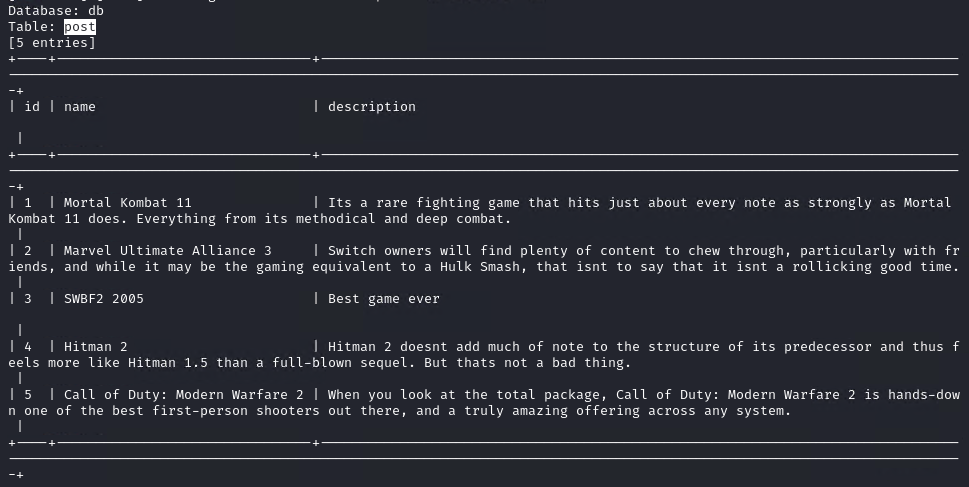 Database: db
Table: post
[5 entries]
+----+-------------------------------+-------------------------------------------------------------------------------
-+
| id | name                          | description
 |
+----+-------------------------------+-------------------------------------------------------------------------------
-+
| 1  | Mortal Kombat 11              | Its a rare fighting game that hits just about every note as strongly as Mortal
Kombat 11 does. Everything from its methodical and deep combat.
 |
| 2  | Marvel Ultimate Alliance 3     | Switch owners will find plenty of content to chew through, particularly with fr
iends, and while it may be the gaming equivalent to a Hulk Smash, that isnt to say that it isnt a rollicking good time.
 |
| 3  | SWBF2 2005                    | Best game ever
 |
| 4  | Hitman 2                      | Hitman 2 doesnt add much of note to the structure of its predecessor and thus f
eels more like Hitman 1.5 than a full-blown sequel. But thats not a bad thing.
 |
| 5  | Call of Duty: Modern Warfare 2 | When you look at the total package, Call of Duty: Modern Warfare 2 is hands-dow
n one of the best first-person shooters out there, and a truly amazing offering across any system.
 |
+----+-------------------------------+-------------------------------------------------------------------------------
-+